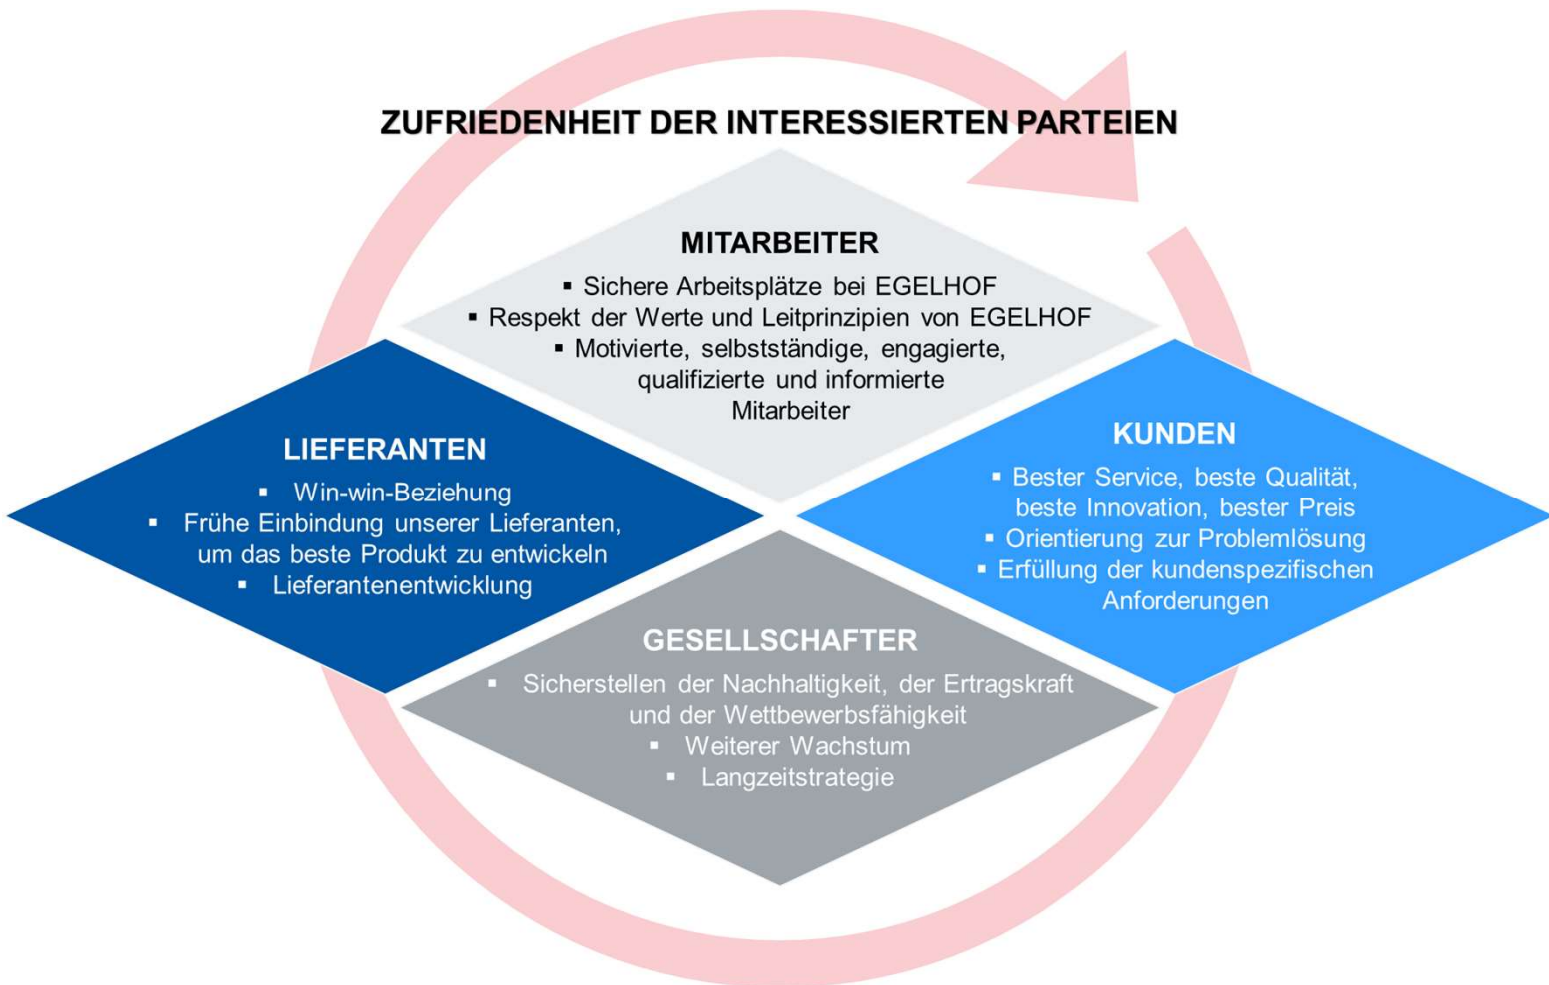 ZUFRIEDENHEIT DER INTERESSIERTEN PARTEIEN
MITARBEITER
▪ Sichere Arbeitsplätze bei EGELHOF
▪ Respekt der Werte und Leitprinzipien von EGELHOF
▪ Motivierte, selbstständige, engagierte,
qualifizierte und informierte
Mitarbeiter
LIEFERANTEN
▪ Win-win-Beziehung
▪ Frühe Einbindung unserer Lieferanten,
um das beste Produkt zu entwickeln
▪ Lieferantenentwicklung
KUNDEN
▪ Bester Service, beste Qualität,
beste Innovation, bester Preis
▪ Orientierung zur Problemlösung
▪ Erfüllung der kundenspezifischen
Anforderungen
GESELLSCHAFTER
▪ Sicherstellen der Nachhaltigkeit, der Ertragskraft
und der Wettbewerbsfähigkeit
▪ Weiterer Wachstum
▪ Langzeitstrategie